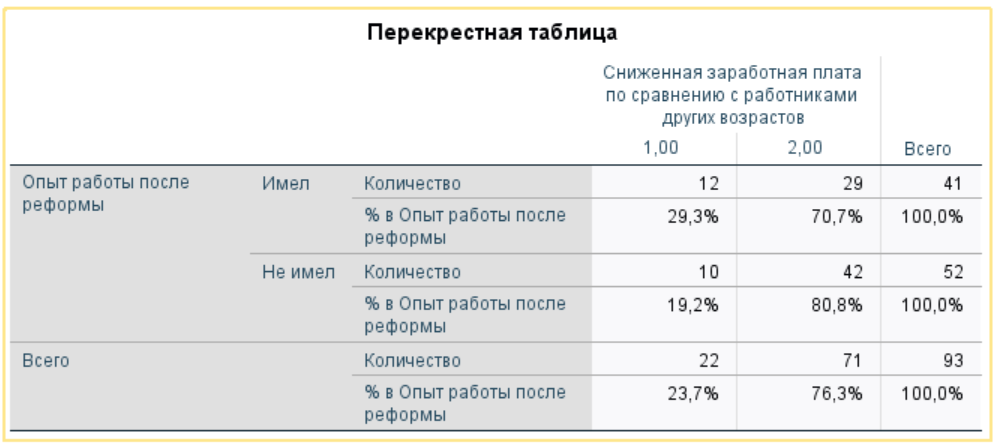 Перекрестная таблица
Сниженная заработная плата
по сравнению с работниками
других возрастов
1,00 2,00 Всего
Опыт работы после
реформы
Имел Количество 12 29 41
% в Опыт работы после
реформы
29,3% 70,7% 100,0%
Не имел Количество 10 42 52
% в Опыт работы после
реформы
19,2% 80,8% 100,0%
Всего Количество 22 71 93
% в Опыт работы после
реформы
23,7% 76,3% 100,0%